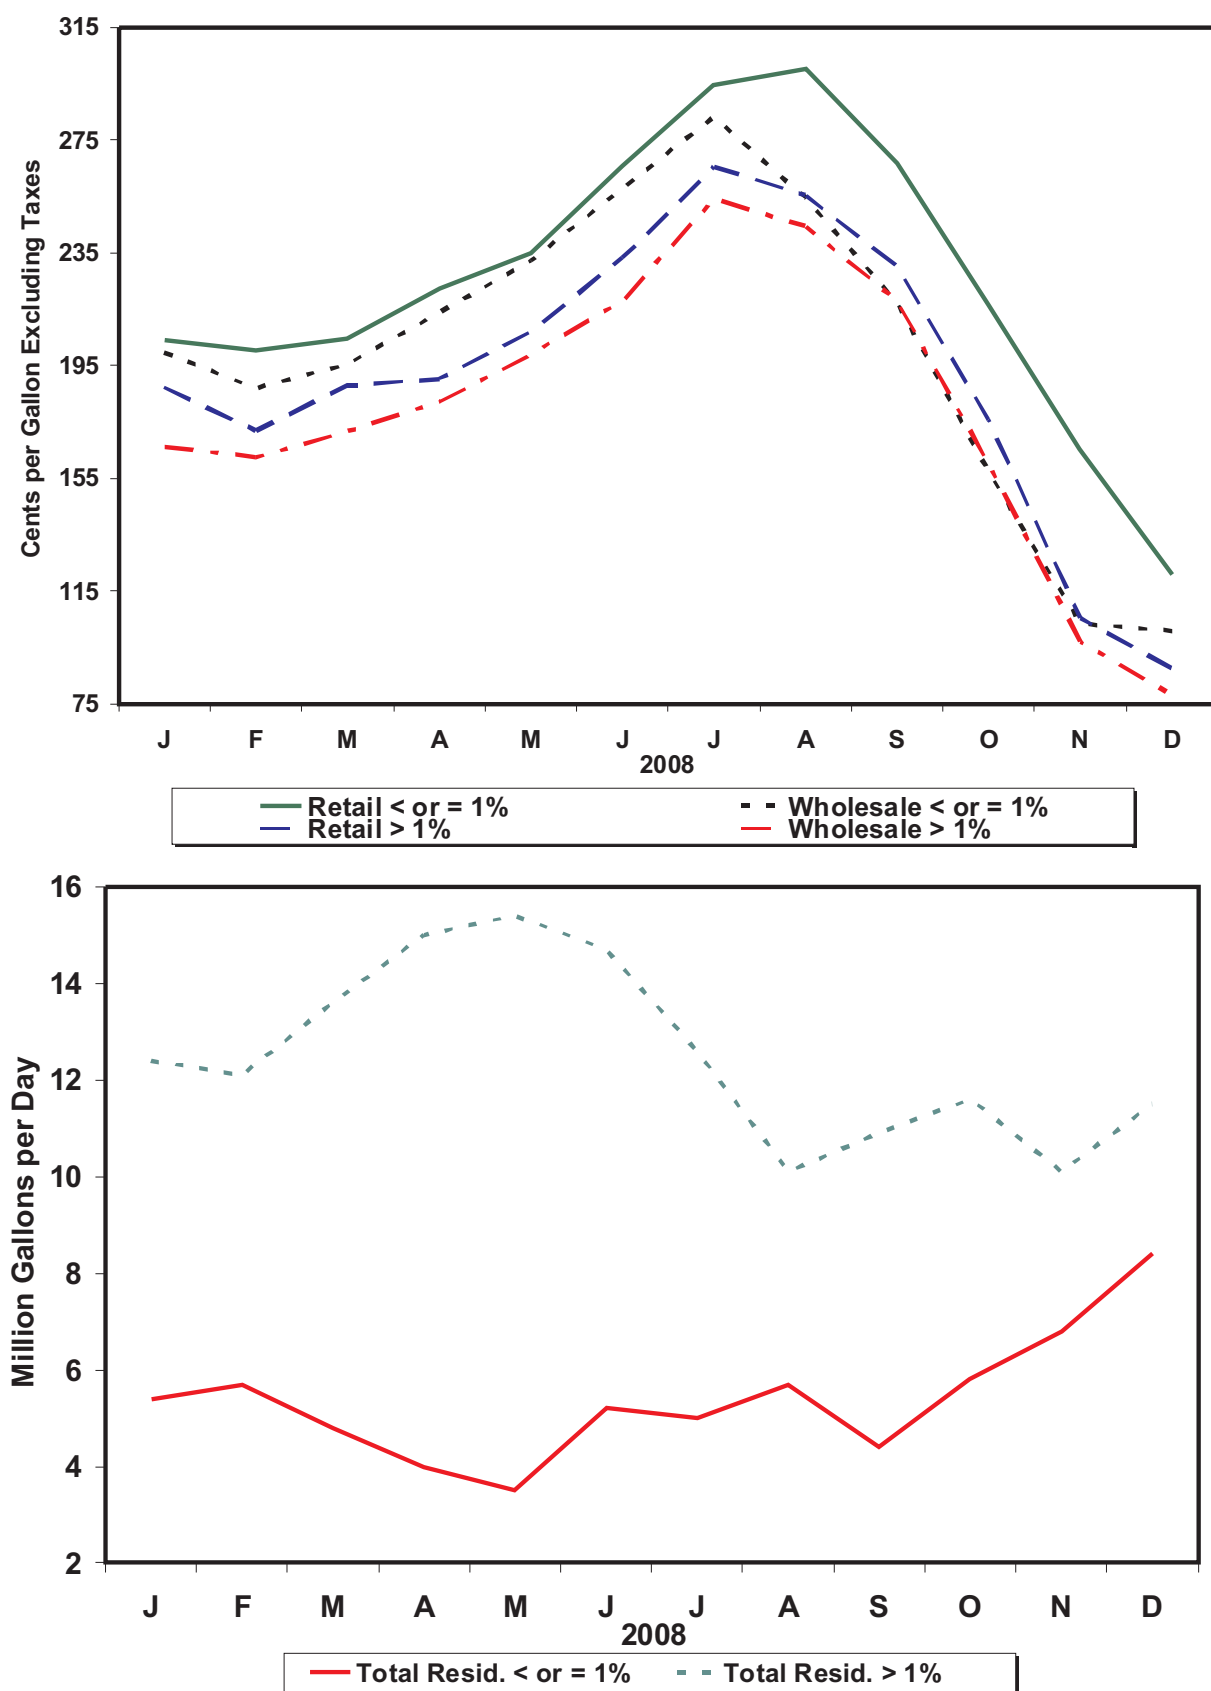 315
275
235
195
155
115
75
Cents per Gallon Excluding Taxes
J F M A M J J A S O N D
2008
Retail < or = 1% Wholesale < or = 1%
Retail > 1% Wholesale > 1%
16
14
12
10
8
6
4
2
Million Gallons per Day
J F M A M J J A S O N D
2008
Total Resid. < or = 1% Total Resid. > 1%